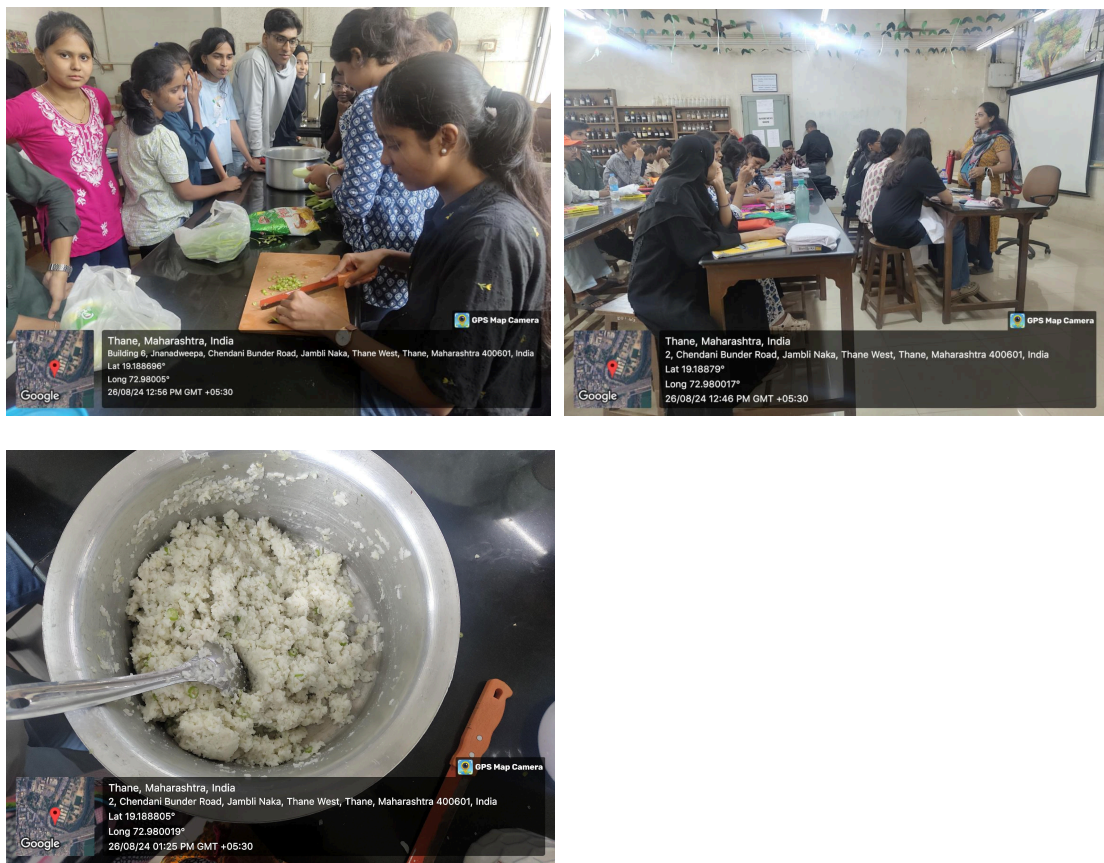 GPS Map Camera
Thane, Maharashtra, India
Building 6, Jnanadweepa, Chendani Bunder Road, Jambli Naka, Thane West, Thane, Maharashtra 400601, India
Lat 19.188696°
Long 72.98005°
26/08/24 12:56 PM GMT +05:30
Google
GPS Map Camera
Thane, Maharashtra, India
2, Chendani Bunder Road, Jambli Naka, Thane West, Thane, Maharashtra 400601, India
Lat 19.18879°
Long 72.980017°
26/08/24 12:46 PM GMT +05:30
Google
GPS Map Camera
Thane, Maharashtra, India
2, Chendani Bunder Road, Jambli Naka, Thane West, Thane, Maharashtra 400601, India
Lat 19.188805°
Long 72.980019°
26/08/24 01:25 PM GMT +05:30
Google